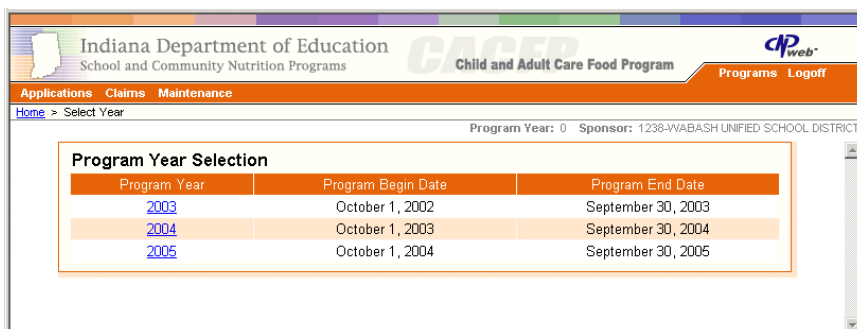 Indiana Department of Education
School and Community Nutrition Programs
CACFP
Child and Adult Care Food Program
CNPweb
Programs Logoff
Applications Claims Maintenance
Home > Select Year
Program Year: 0 Sponsor: 1238-WABASH UNIFIED SCHOOL DISTRICT
Program Year Selection
Program Year Program Begin Date Program End Date
2003 October 1, 2002 September 30, 2003
2004 October 1, 2003 September 30, 2004
2005 October 1, 2004 September 30, 2005